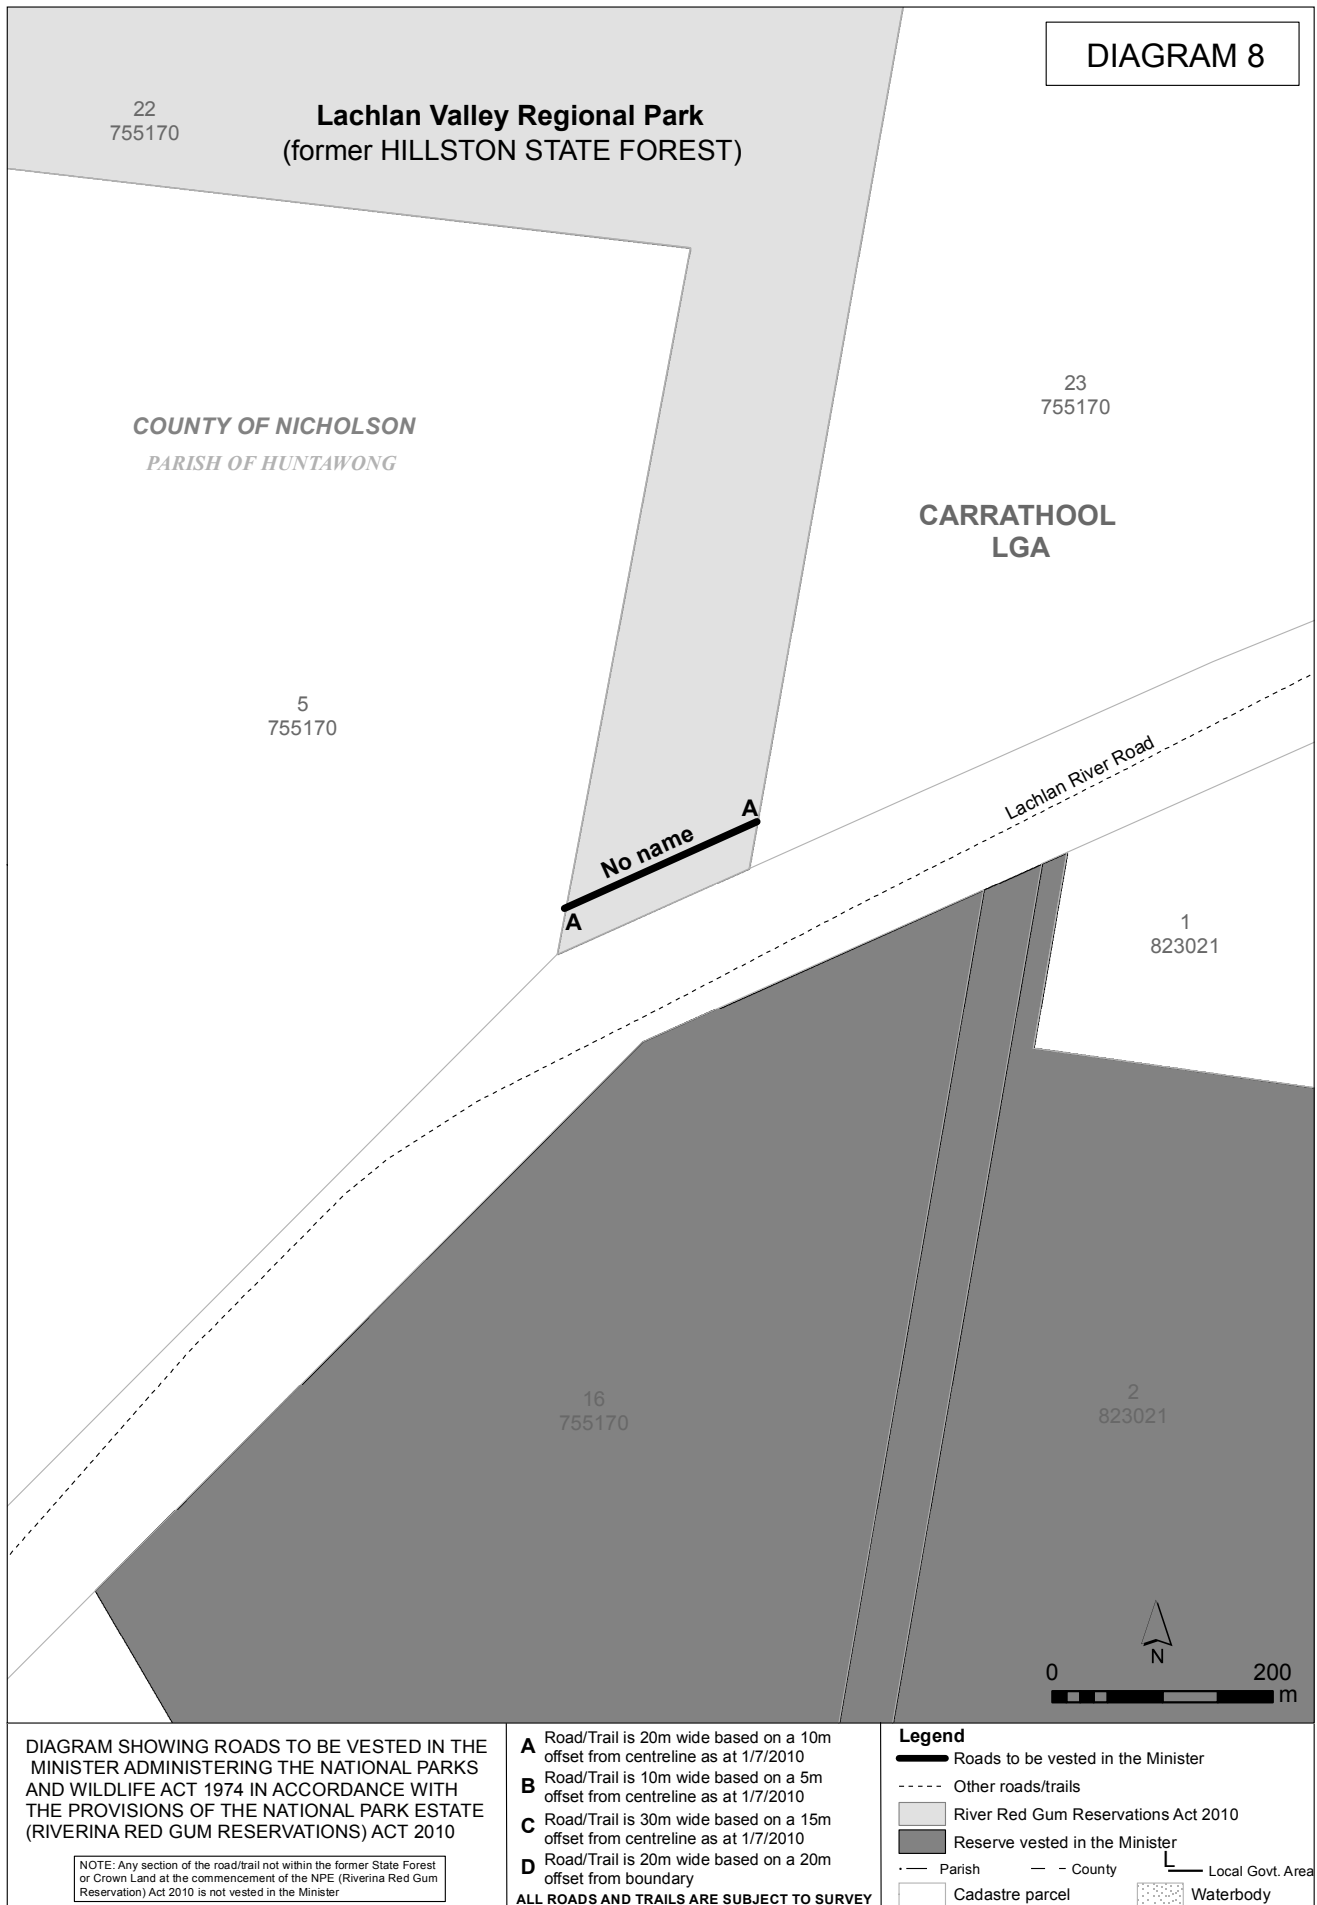 DIAGRAM 8
22
755170
Lachlan Valley Regional Park
(former HILLSTON STATE FOREST)
23
755170
COUNTY OF NICHOLSON
PARISH OF HUNTAWONG
CARRATHOOL
LGA
5
755170
Lachlan River Road
A
No name
A
1
823021
16
755170
2
823021
N
0 200
m
DIAGRAM SHOWING ROADS TO BE VESTED IN THE
MINISTER ADMINISTERING THE NATIONAL PARKS
AND WILDLIFE ACT 1974 IN ACCORDANCE WITH
THE PROVISIONS OF THE NATIONAL PARK ESTATE
(RIVERINA RED GUM RESERVATIONS) ACT 2010
NOTE: Any section of the road/trail not within the former State Forest
or Crown Land at the commencement of the NPE (Riverina Red Gum
Reservation) Act 2010 is not vested in the Minister
A Road/Trail is 20m wide based on a 10m
offset from centreline as at 1/7/2010
B Road/Trail is 10m wide based on a 5m
offset from centreline as at 1/7/2010
C Road/Trail is 30m wide based on a 15m
offset from centreline as at 1/7/2010
D Road/Trail is 20m wide based on a 20m
offset from boundary
ALL ROADS AND TRAILS ARE SUBJECT TO SURVEY
Legend
Roads to be vested in the Minister
Other roads/trails
River Red Gum Reservations Act 2010
Reserve vested in the Minister
Parish County Local Govt. Area
Cadastre parcel Waterbody